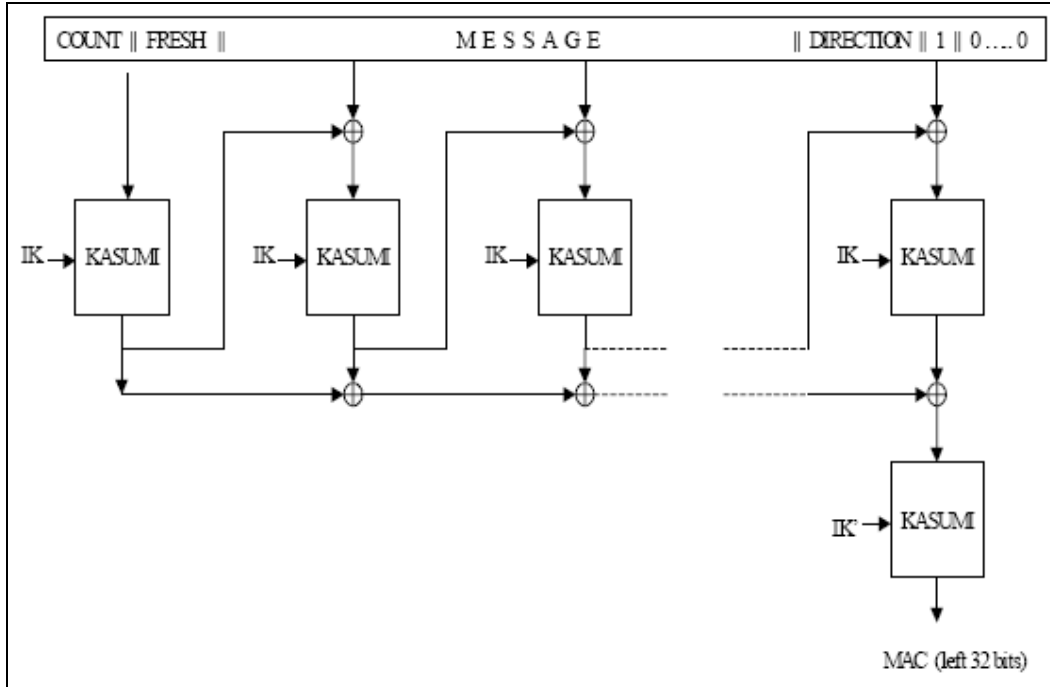 COUNT || FRESH || M E S S A G E || DIRECTION || 1 || 0 .... 0
IK KASUMI IK KASUMI IK KASUMI IK KASUMI
IK' KASUMI
MAC (left 32 bits)